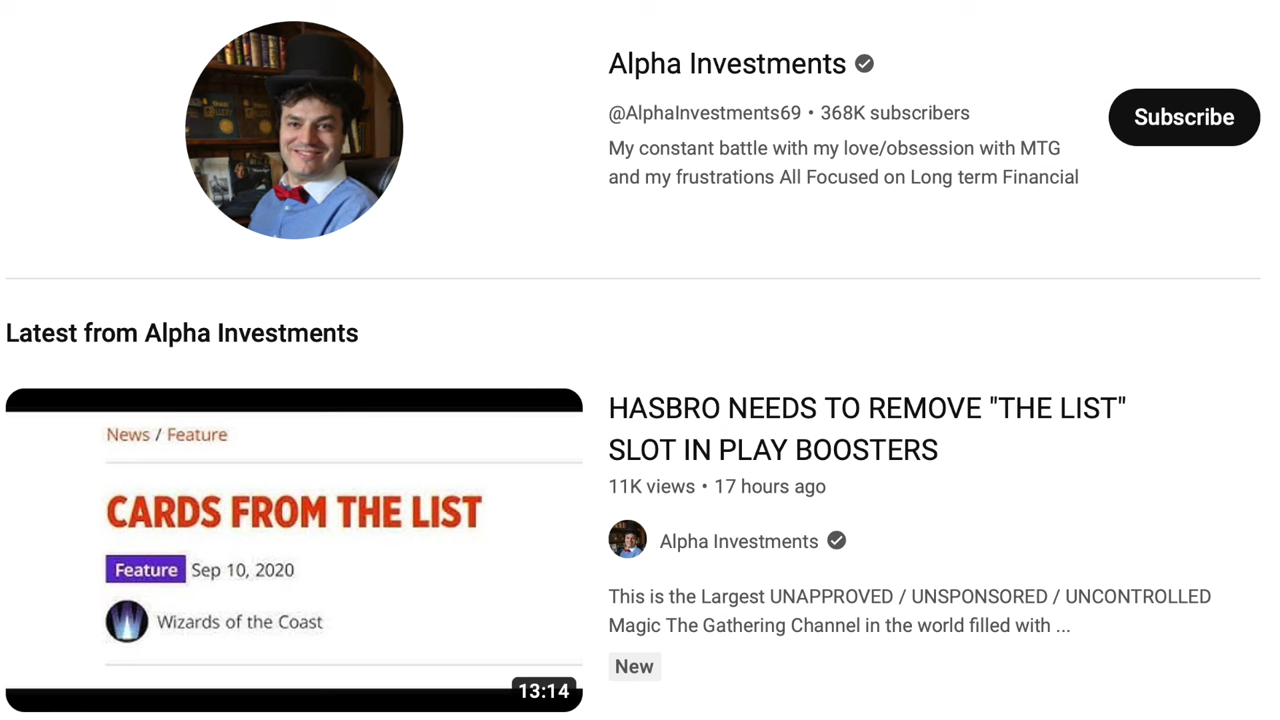 Alpha Investments
@AlphaInvestments69 • 368K subscribers
My constant battle with my love/obsession with MTG
and my frustrations All Focused on Long term Financial
Subscribe
Latest from Alpha Investments
News / Feature
CARDS FROM THE LIST
Feature Sep 10, 2020
Wizards of the Coast
13:14
HASBRO NEEDS TO REMOVE "THE LIST"
SLOT IN PLAY BOOSTERS
11K views • 17 hours ago
Alpha Investments
This is the Largest UNAPPROVED / UNSPONSORED / UNCONTROLLED
Magic The Gathering Channel in the world filled with ...
New